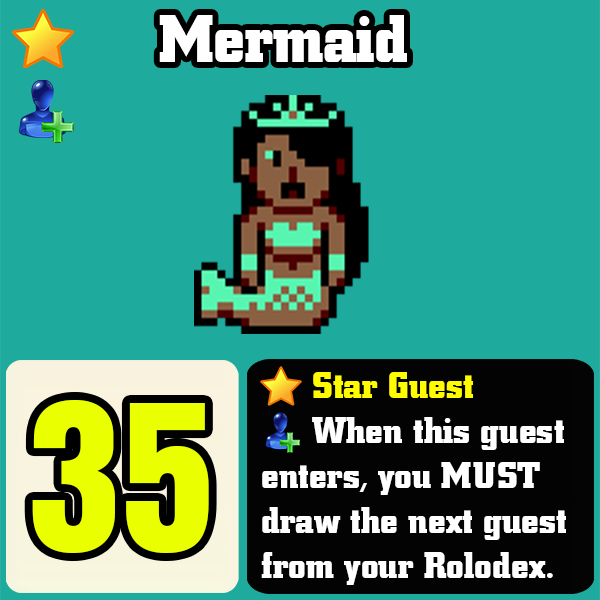 Mermaid
35
Star Guest
When this guest
enters, you MUST
draw the next guest
from your Rolodex.